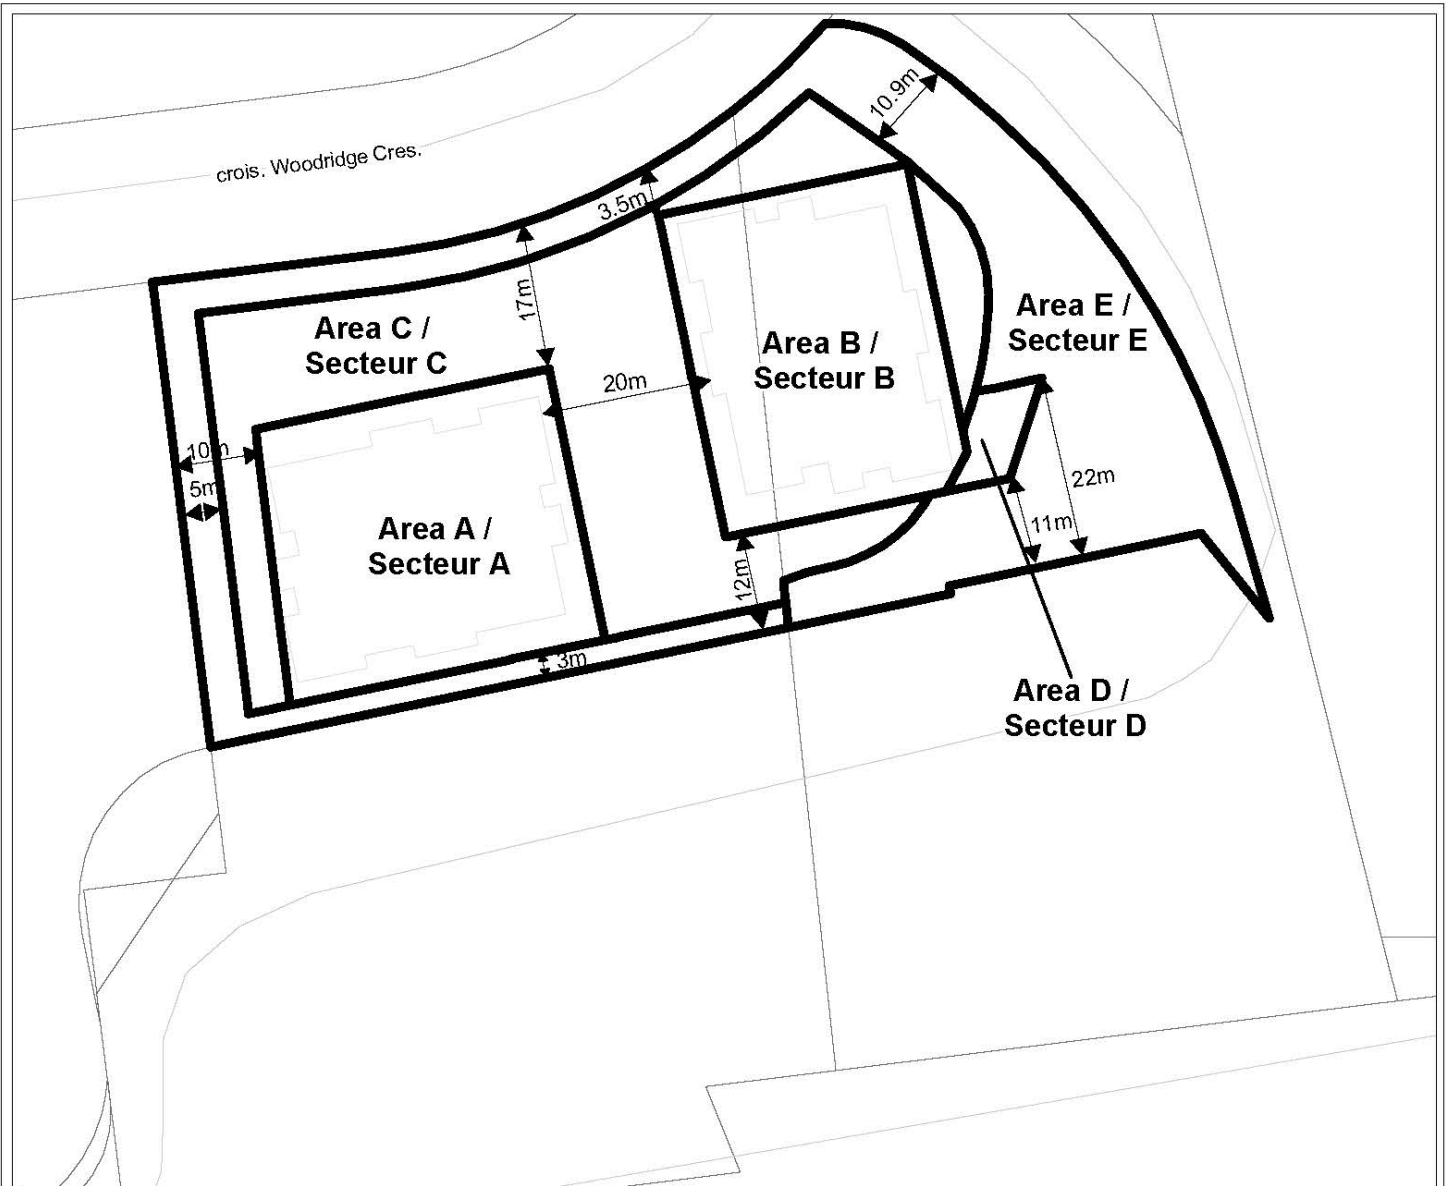 crois. Woodridge Cres.
10.9m
3.5m
17m
Area C /
Secteur C
Area E /
Secteur E
Area B /
Secteur B
20m
10m
5m
22m
11m
Area A /
Secteur A
12m
3m
Area D /
Secteur D